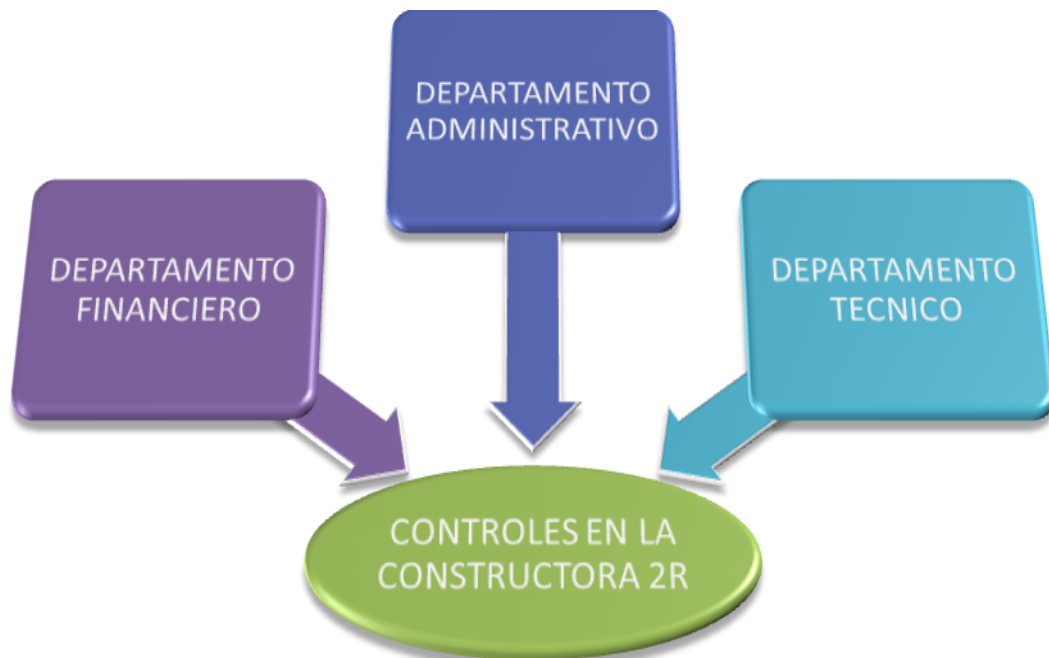 DEPARTAMENTO
ADMINISTRATIVO
DEPARTAMENTO
FINANCIERO
DEPARTAMENTO
TECNICO
CONTROLES EN LA
CONSTRUCTORA 2R